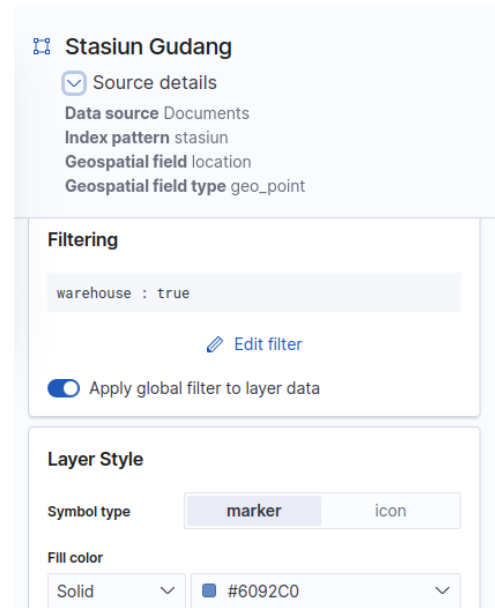 Stasiun Gudang
Source details
Data source Documents
Index pattern stasiun
Geospatial field location
Geospatial field type geo_point
Filtering
warehouse : true
Edit filter
Apply global filter to layer data
Layer Style
Symbol type marker icon
Fill color
Solid #6092C0